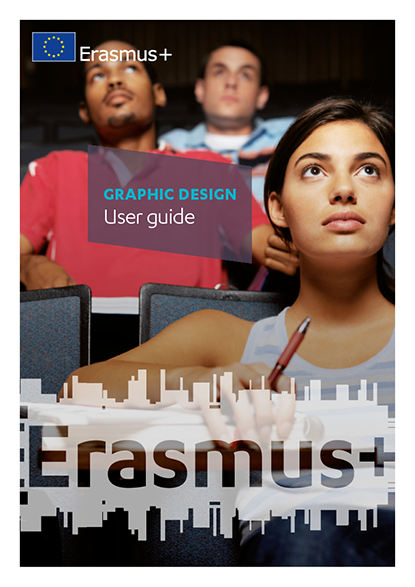 Erasmus+
GRAPHIC DESIGN
User guide
Erasmus+